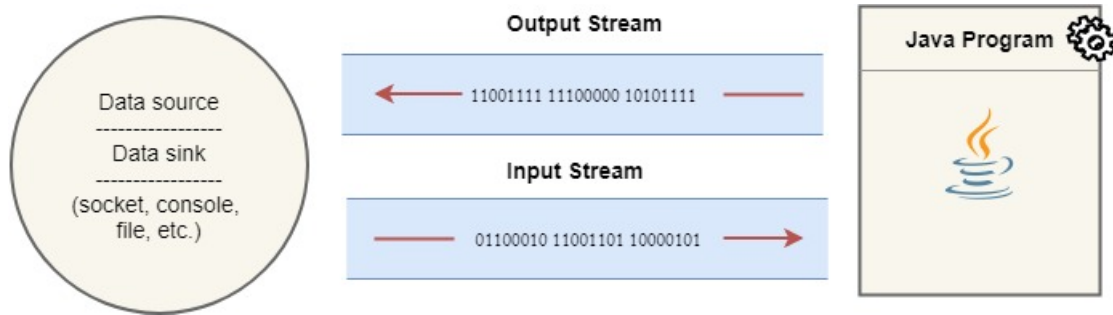 Data source
-----------------
Data sink
-----------------
(socket, console,
file, etc.)
Output Stream
11001111 11100000 10101111
Input Stream
01100010 11001101 10000101
Java Program